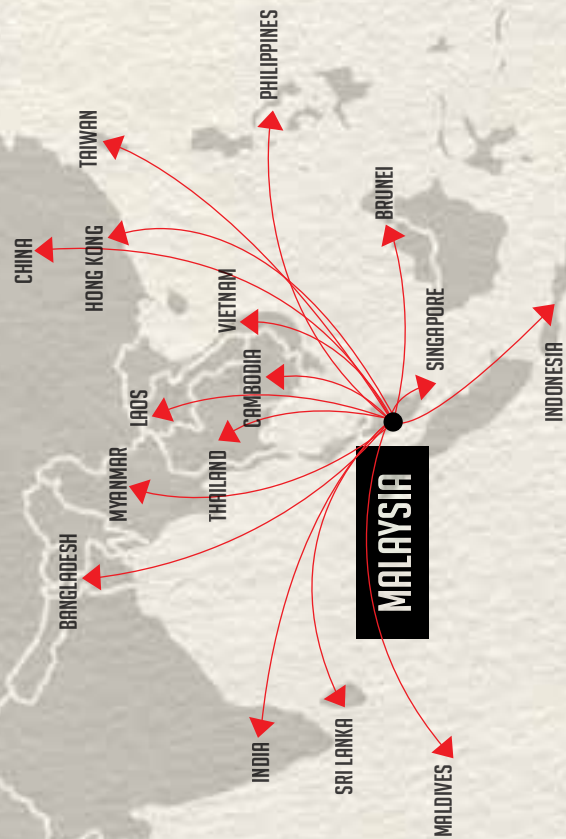 CHINA
TAIWAN
HONG KONG
PHILIPPINES
BANGLADESH
MYANMAR
LAOS
VIETNAM
THAILAND
CAMBODIA
INDIA
SRI LANKA
MALDIVES
MALAYSIA
BRUNEI
SINGAPORE
INDONESIA